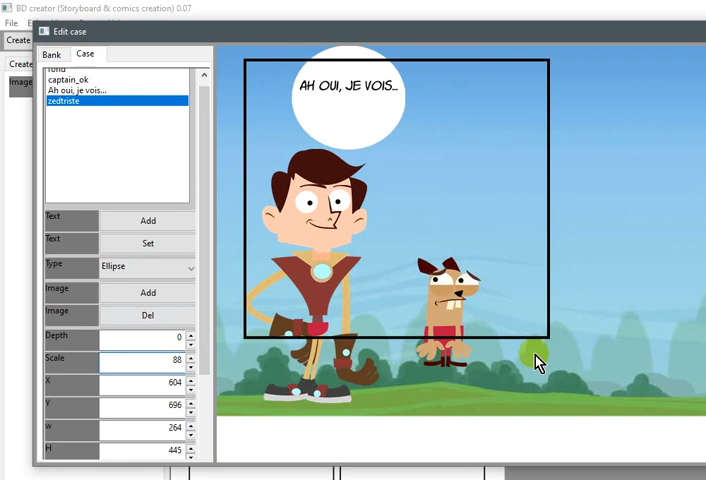 BD creator (Storyboard & comics creation) 0.07
File
Create
Edit case
Create
Image
Bank
Case
fond
captain_ok
Ah oui, je vois...
zedtriste
Text
Add
Text
Set
Type
Ellipse
Image
Add
Image
Del
Depth
0
Scale
88
X
604
Y
696
w
264
H
445
AH OUI, JE VOIS...